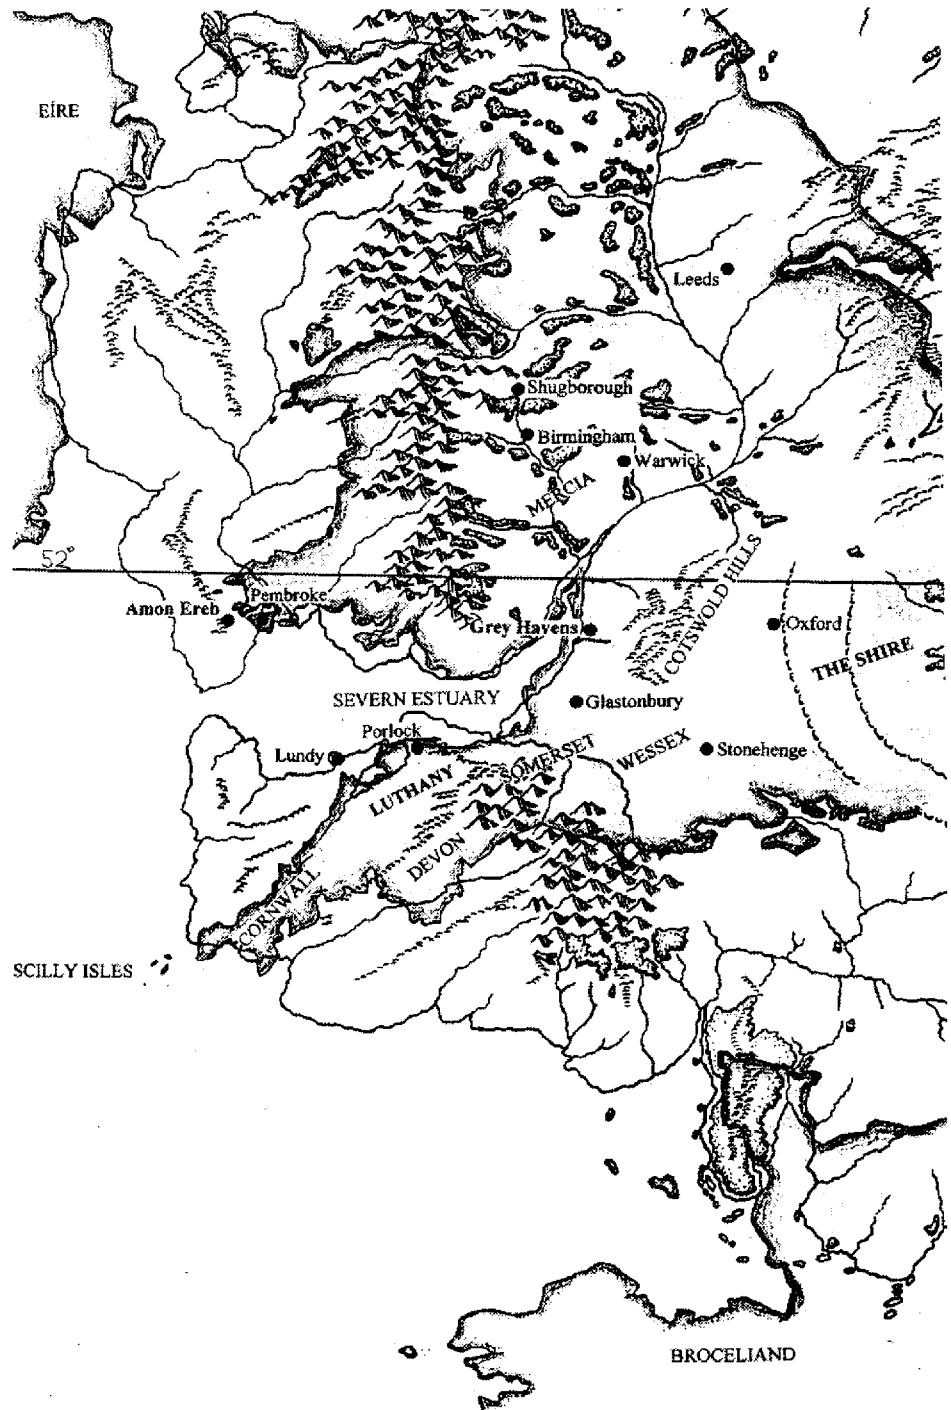 EÍRE
Leeds
Shugborough
Birmingham
Warwick
MERCIA
52°
Amon Ereb
Pembroke
Grey Havens
COTSWOLD HILLS
Oxford
THE SHIRE
SEVERN ESTUARY
Glastonbury
Porlock
Lundy
SOMERSET
WESSEX
Stonehenge
LUTHANY
DEVON
CORNWALL
SCILLY ISLES
BROCELIAND